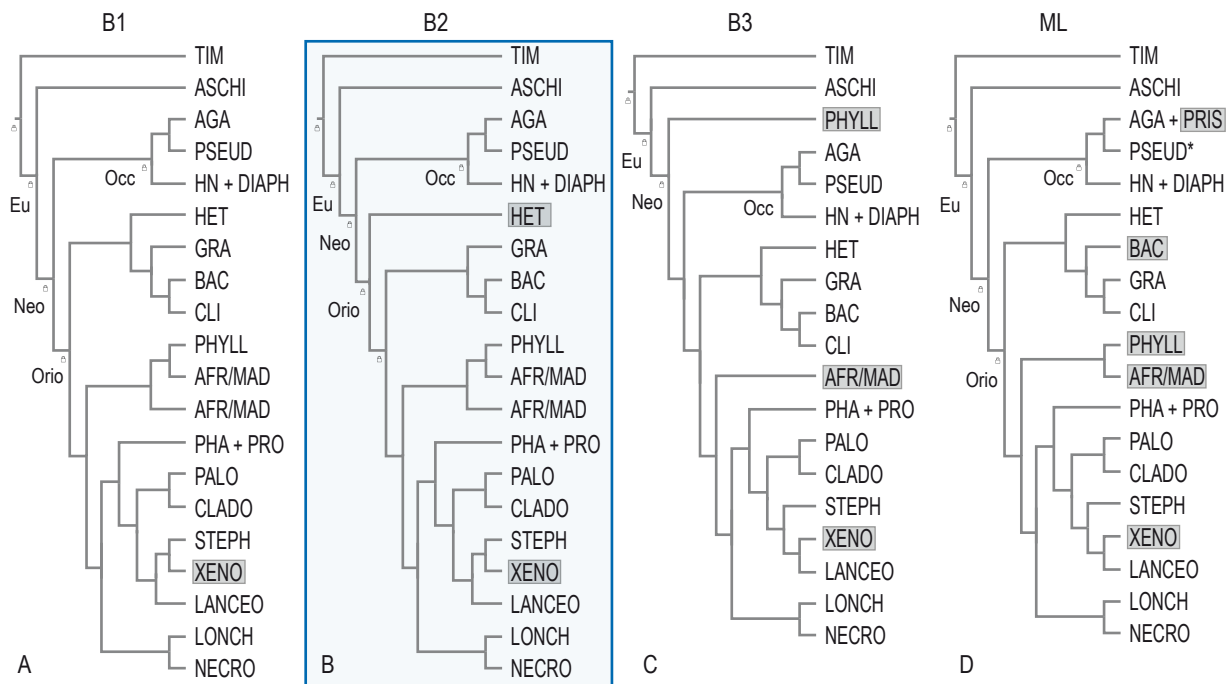 B1
TIM
ASCHI
AGA
PSEUD
Occ
HN + DIAPH
Eu
HET
GRA
BAC
Neo
CLI
PHYLL
Orio
AFR/MAD
AFR/MAD
PHA + PRO
PALO
CLADO
STEPH
XENO
LANCEO
LONCH
NECRO
A
B2
TIM
ASCHI
AGA
PSEUD
Occ
HN + DIAPH
Eu
HET
Neo
GRA
BAC
Orio
CLI
PHYLL
AFR/MAD
AFR/MAD
PHA + PRO
PALO
CLADO
STEPH
XENO
LANCEO
LONCH
NECRO
B
B3
TIM
ASCHI
PHYLL
Eu
AGA
PSEUD
Neo
Occ
HN + DIAPH
HET
GRA
BAC
CLI
AFR/MAD
PHA + PRO
PALO
CLADO
STEPH
XENO
LANCEO
LONCH
NECRO
C
ML
TIM
ASCHI
AGA + PRIS
PSEUD*
Occ
HN + DIAPH
Eu
HET
BAC
GRA
Neo
CLI
PHYLL
AFR/MAD
Orio
PHA + PRO
PALO
CLADO
STEPH
XENO
LANCEO
LONCH
NECRO
D